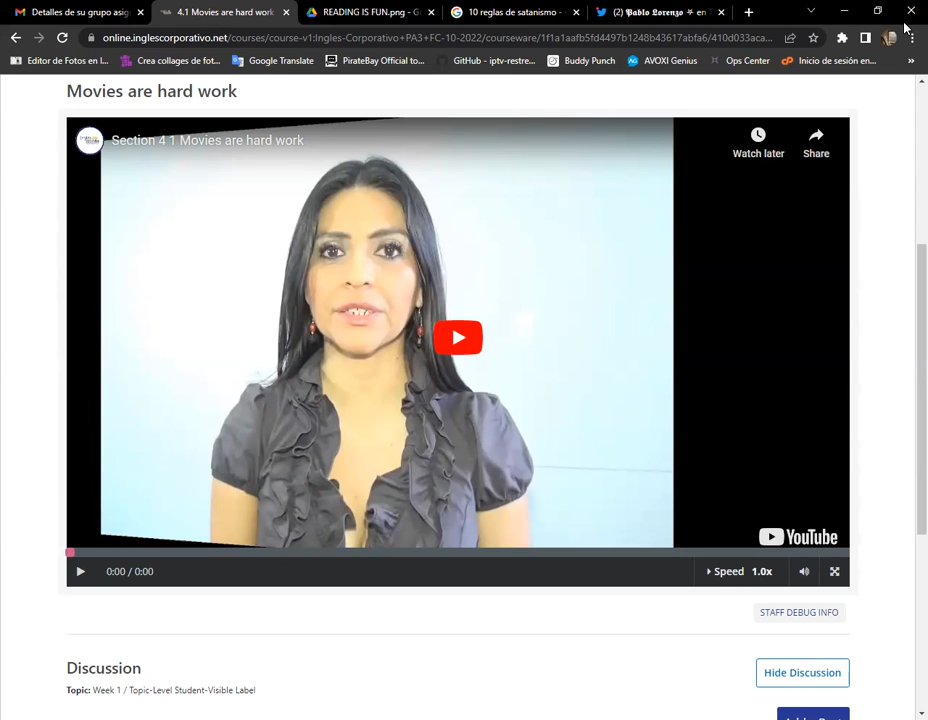 Detalles de su grupo asig
4.1 Movies are hard work
READING IS FUN.png - G
10 reglas de satanismo -
(2) 𝕻𝖆𝖇𝖑𝖔 𝕷𝖔𝖗𝖊𝖓𝖟𝖔 ⛧ en T
online.inglescorporativo.net/courses/course-v1:Ingles-Corporativo+PA3+FC-10-2022/courseware/1f1a1aafb5fd4497b1248b43617abfa6/410d033aca...
Editor de Fotos en l...
Crea collages de fot...
Google Translate
PirateBay Official to...
GitHub - iptv-restre...
Buddy Punch
AVOXI Genius
Ops Center
Inicio de sesión en...
»
Movies are hard work
Section 4 1 Movies are hard work
Watch later
Share
YouTube
0:00 / 0:00
Speed 1.0x
STAFF DEBUG INFO
Discussion
Hide Discussion
Topic: Week 1 / Topic-Level Student-Visible Label